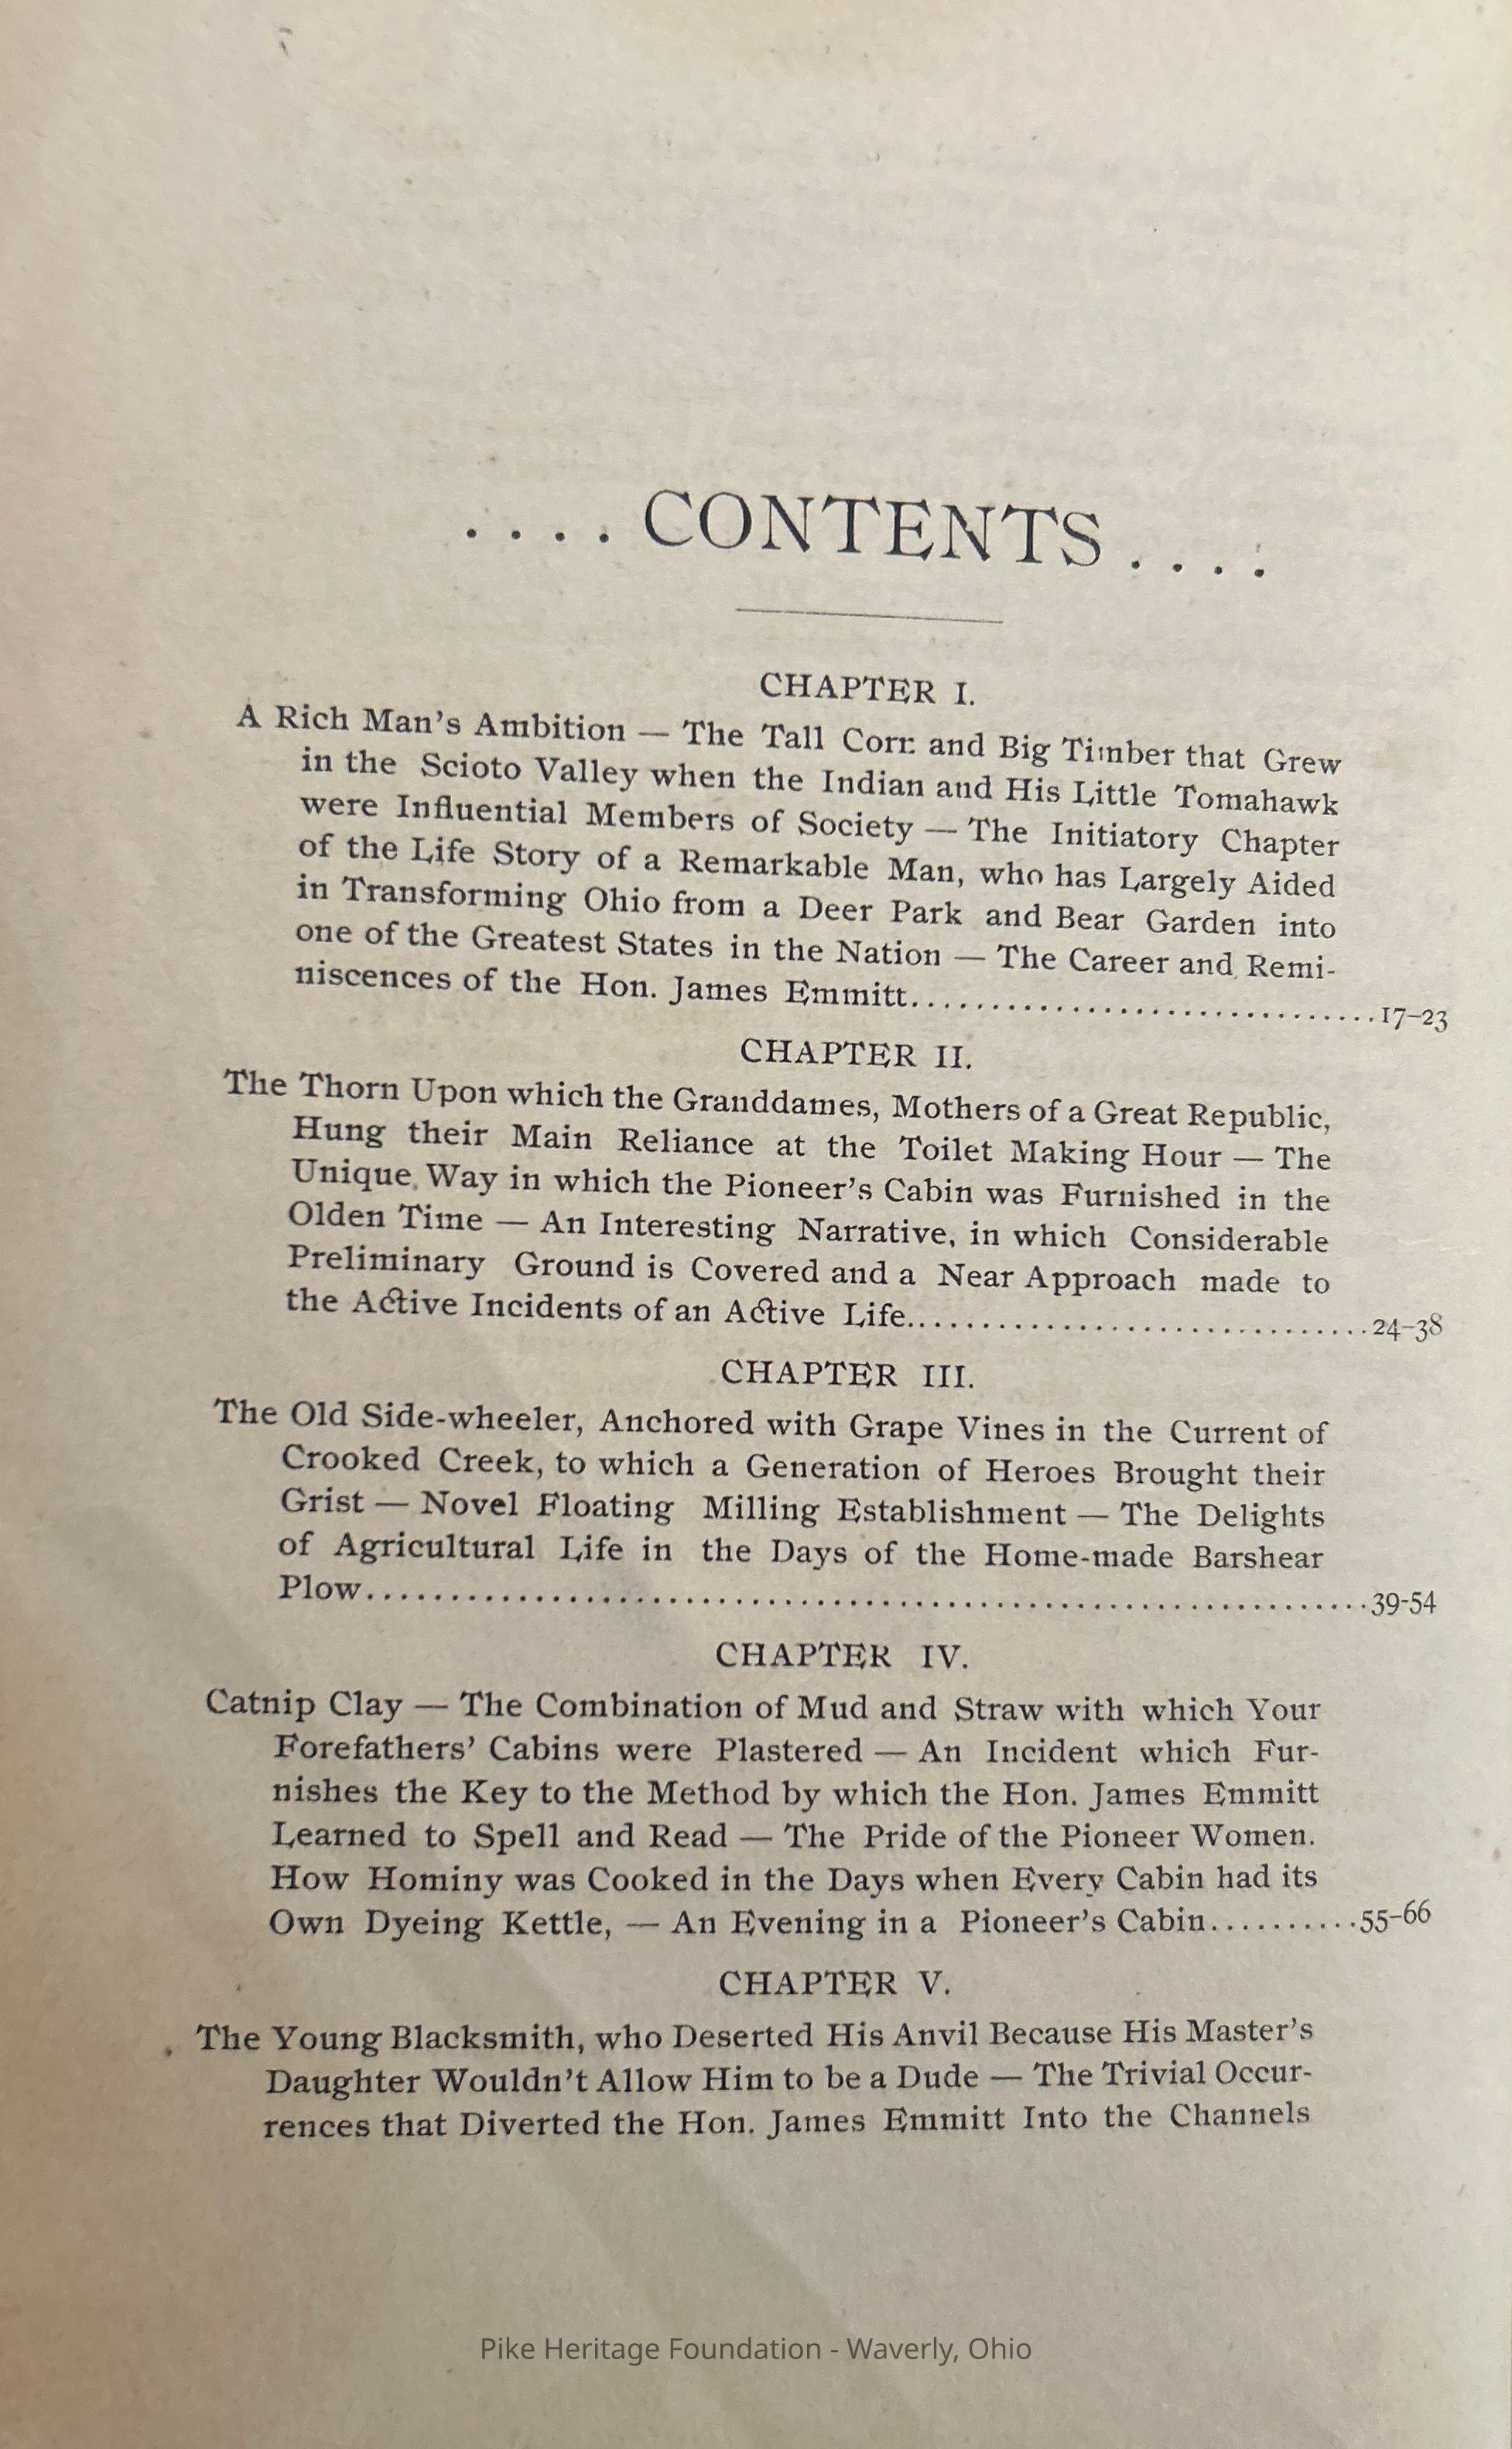 ....CONTENTS....
CHAPTER I.
A Rich Man's Ambition — The Tall Corn and Big Timber that Grew
in the Scioto Valley when the Indian and His Little Tomahawk
were Influential Members of Society — The Initiatory Chapter
of the Life Story of a Remarkable Man, who has Largely Aided
in Transforming Ohio from a Deer Park and Bear Garden into
one of the Greatest States in the Nation — The Career and Remi-
niscences of the Hon. James Emmitt..................................17-23
CHAPTER II.
The Thorn Upon which the Granddames, Mothers of a Great Republic,
Hung their Main Reliance at the Toilet Making Hour — The
Unique Way in which the Pioneer's Cabin was Furnished in the
Olden Time — An Interesting Narrative, in which Considerable
Preliminary Ground is Covered and a Near Approach made to
the Active Incidents of an Active Life..................................24-38
CHAPTER III.
The Old Side-wheeler, Anchored with Grape Vines in the Current of
Crooked Creek, to which a Generation of Heroes Brought their
Grist — Novel Floating Milling Establishment — The Delights
of Agricultural Life in the Days of the Home-made Barshear
Plow........................................................................39-54
CHAPTER IV.
Catnip Clay — The Combination of Mud and Straw with which Your
Forefathers' Cabins were Plastered — An Incident which Fur-
nishes the Key to the Method by which the Hon. James Emmitt
Learned to Spell and Read — The Pride of the Pioneer Women.
How Hominy was Cooked in the Days when Every Cabin had its
Own Dyeing Kettle, — An Evening in a Pioneer's Cabin...........55-66
CHAPTER V.
The Young Blacksmith, who Deserted His Anvil Because His Master's
Daughter Wouldn't Allow Him to be a Dude — The Trivial Occur-
rences that Diverted the Hon. James Emmitt Into the Channels
Pike Heritage Foundation - Waverly, Ohio